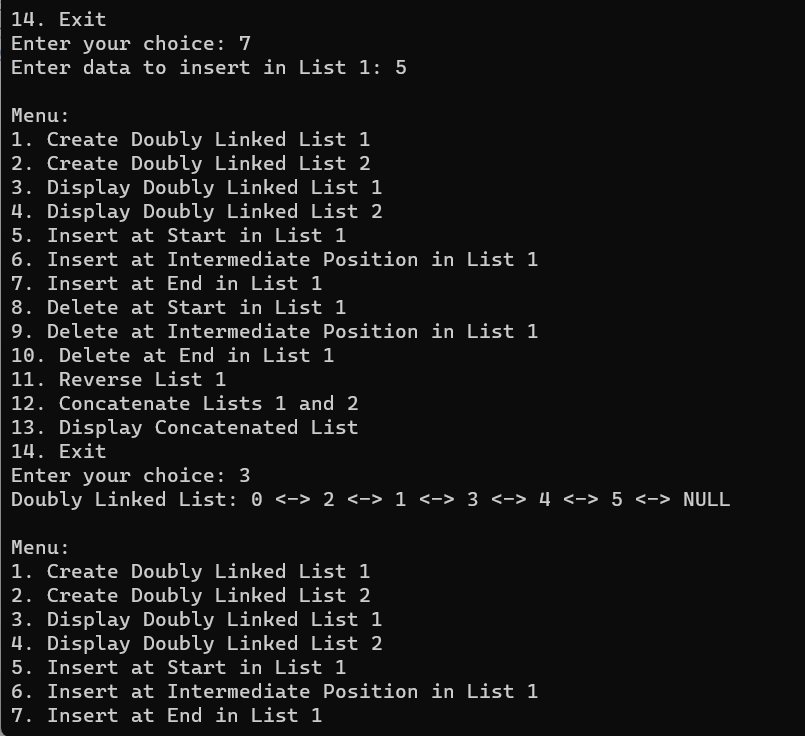 14. Exit
Enter your choice: 7
Enter data to insert in List 1: 5
Menu:
1. Create Doubly Linked List 1
2. Create Doubly Linked List 2
3. Display Doubly Linked List 1
4. Display Doubly Linked List 2
5. Insert at Start in List 1
6. Insert at Intermediate Position in List 1
7. Insert at End in List 1
8. Delete at Start in List 1
9. Delete at Intermediate Position in List 1
10. Delete at End in List 1
11. Reverse List 1
12. Concatenate Lists 1 and 2
13. Display Concatenated List
14. Exit
Enter your choice: 3
Doubly Linked List: 0 <-> 2 <-> 1 <-> 3 <-> 4 <-> 5 <-> NULL
Menu:
1. Create Doubly Linked List 1
2. Create Doubly Linked List 2
3. Display Doubly Linked List 1
4. Display Doubly Linked List 2
5. Insert at Start in List 1
6. Insert at Intermediate Position in List 1
7. Insert at End in List 1